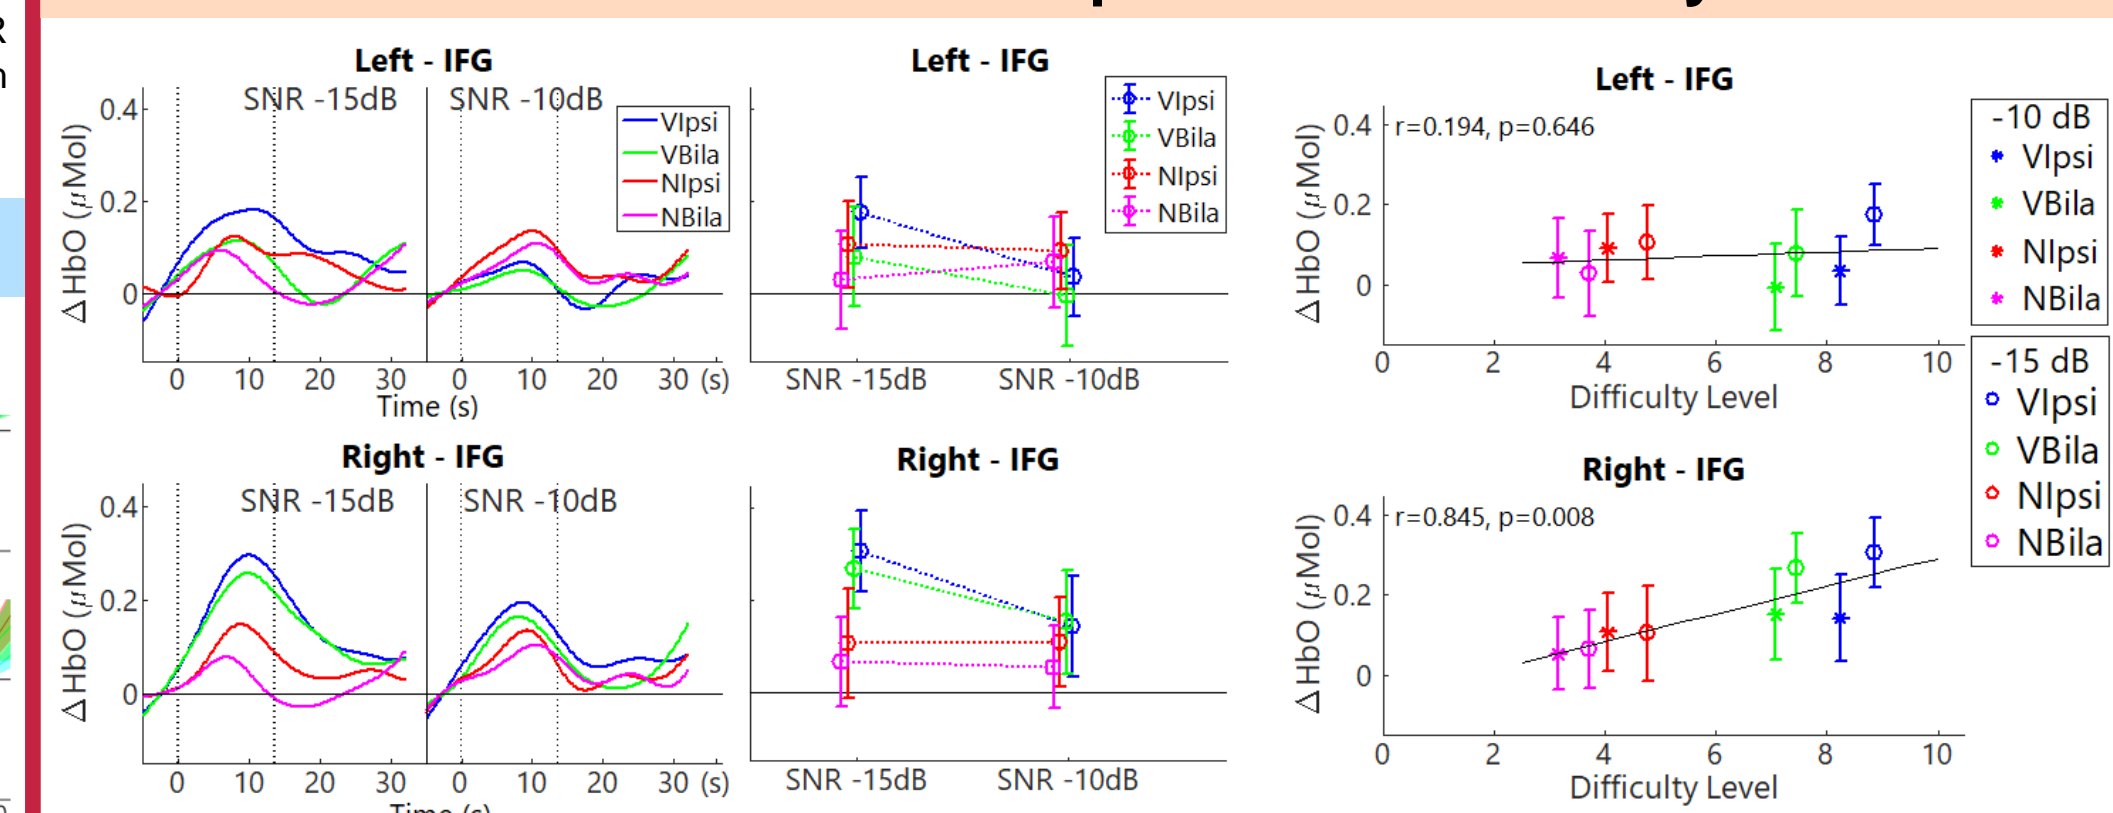 R
n
Left - IFG
SNR -15dB
SNR -10dB
VIpsi
VBila
NIpsi
NBila
0.4
0.2
0
Δ HbO (μMol)
0 10 20 30 0 10 20 30 (s)
Time (s)
Left - IFG
VIpsi
VBila
NIpsi
NBila
SNR -15dB SNR -10dB
Left - IFG
r=0.194, p=0.646
0.4
0.2
0
Δ HbO (μMol)
0 2 4 6 8 10
Difficulty Level
-10 dB
VIpsi
VBila
NIpsi
NBila
-15 dB
VIpsi
VBila
NIpsi
NBila
Right - IFG
SNR -15dB
SNR -10dB
0.4
0.2
0
Δ HbO (μMol)
0 10 20 30 0 10 20 30 (s)
Time (s)
Right - IFG
SNR -15dB SNR -10dB
Right - IFG
r=0.845, p=0.008
0.4
0.2
0
Δ HbO (μMol)
0 2 4 6 8 10
Difficulty Level